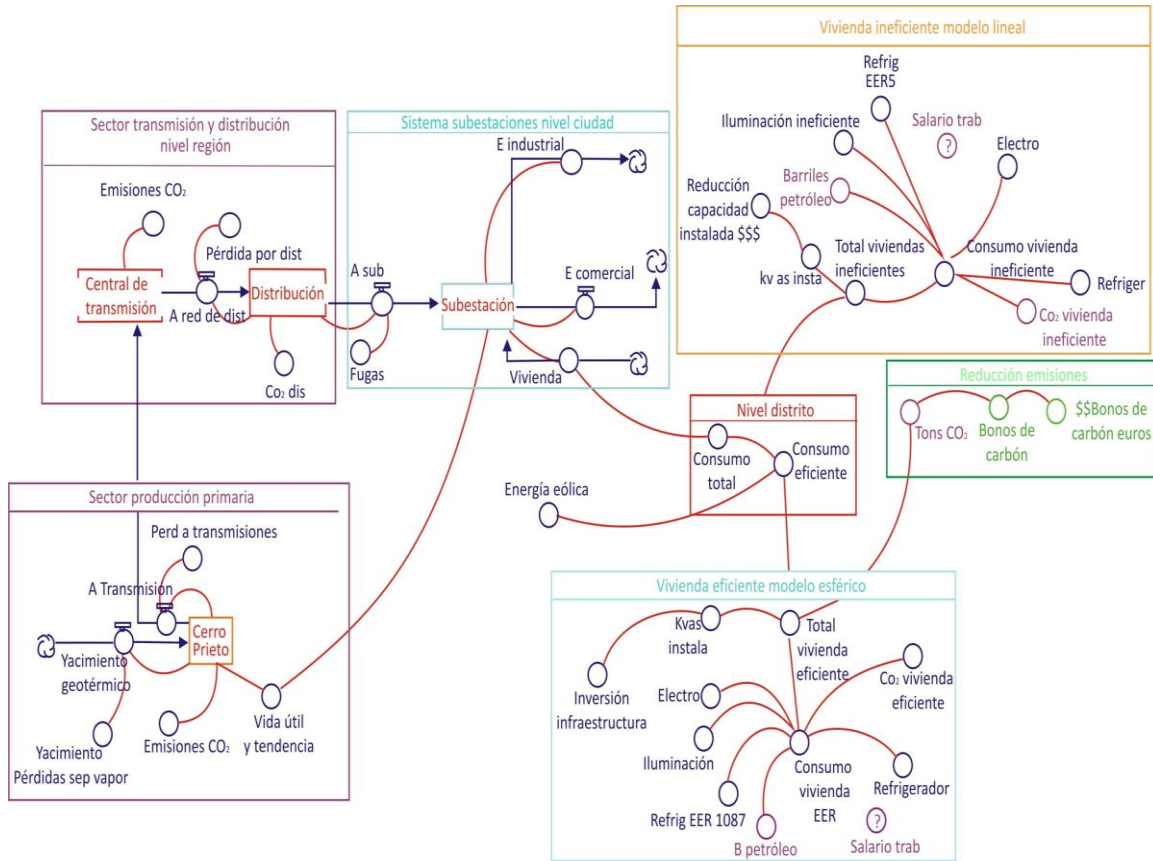 Vivienda ineficiente modelo lineal
Refrig
EER5
Iluminación ineficiente
Salario trab
?
Electro
Barriles
petróleo
Reducción
capacidad
instalada $$$
kv as insta
Total viviendas
ineficientes
Consumo vivienda
ineficiente
Refriger
Co₂ vivienda
ineficiente
Sector transmisión y distribución
nivel región
Emisiones CO₂
Pérdida por dist
Central de
transmisión
A red de dist
Distribución
Co₂ dis
Sistema subestaciones nivel ciudad
E industrial
A sub
E comercial
Subestación
Fugas
Vivienda
Reducción emisiones
Tons CO₂
Bonos de
carbón
$$Bonos de
carbón euros
Nivel distrito
Consumo
total
Consumo
eficiente
Energía eólica
Sector producción primaria
Perd a transmisiones
A Transmisión
Cerro
Prieto
Yacimiento
geotérmico
Vida útil
y tendencia
Emisiones CO₂
Yacimiento
Pérdidas sep vapor
Vivienda eficiente modelo esférico
Kvas
instala
Total
vivienda
eficiente
Inversión
infraestructura
Electro
Co₂ vivienda
eficiente
Iluminación
Consumo
vivienda
EER
Refrigerador
Refrig EER 1087
B petróleo
?
Salario trab